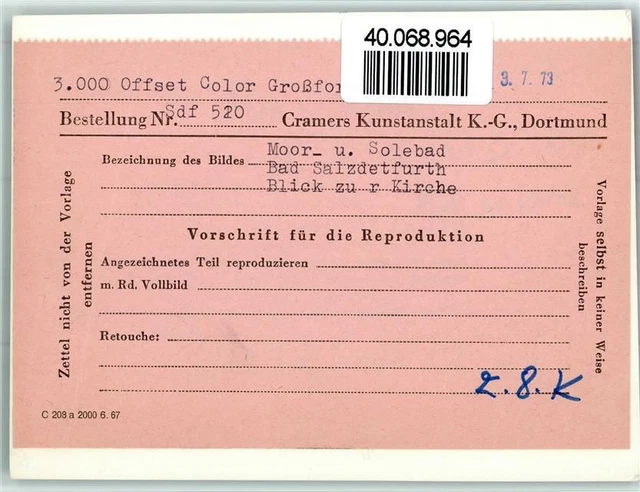 40.068.964
3.000 Offset Color Großfor
3. 7. 73
Bestellung Nr. Sdf 520 Cramers Kunstanstalt K.-G., Dortmund
Bezeichnung des Bildes Moor- u. Solebad
Bad Salzdetfurth
Blick zu r Kirche
Vorschrift für die Reproduktion
Angezeichnetes Teil reproduzieren
m. Rd. Vollbild
Retouche:
2.8.K
C 208 a 2000 6. 67
Zettel nicht von der Vorlage
entfernen
Vorlage selbst in keiner Weise
beschreiben